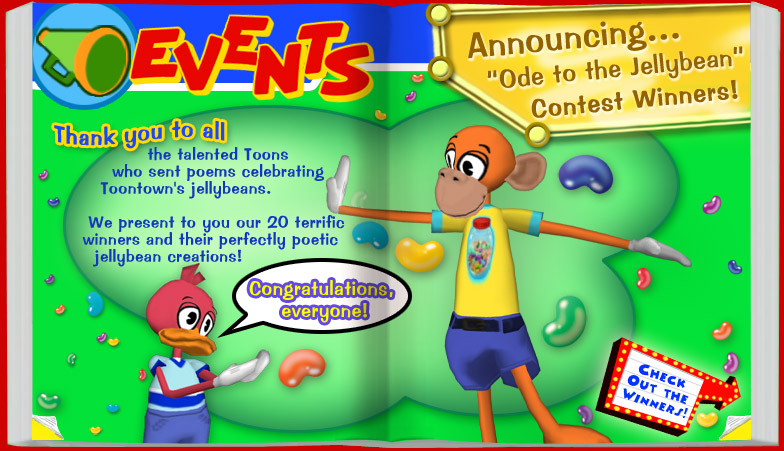 EVENTS
Announcing...
"Ode to the Jellybean"
Contest Winners!
Thank you to all
the talented Toons
who sent poems celebrating
Toontown's jellybeans.
We present to you our 20 terrific
winners and their perfectly poetic
jellybean creations!
Congratulations,
everyone!
Check
Out the
Winners!